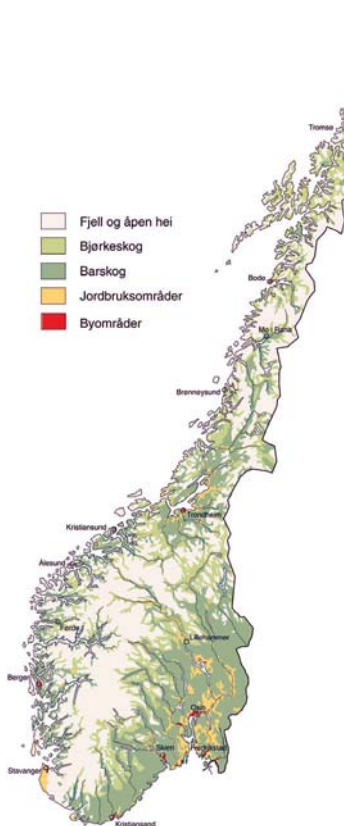 Tromsø
Fjell og åpen hei
Bjørkeskog
Barskog
Jordbruksområder
Byområder
Bodø
Mo i Rana
Brønnøysund
Trondheim
Kristiansund
Ålesund
Førde
Lillehammer
Bergen
Oslo
Skien
Fredrikstad
Stavanger
Kristiansand